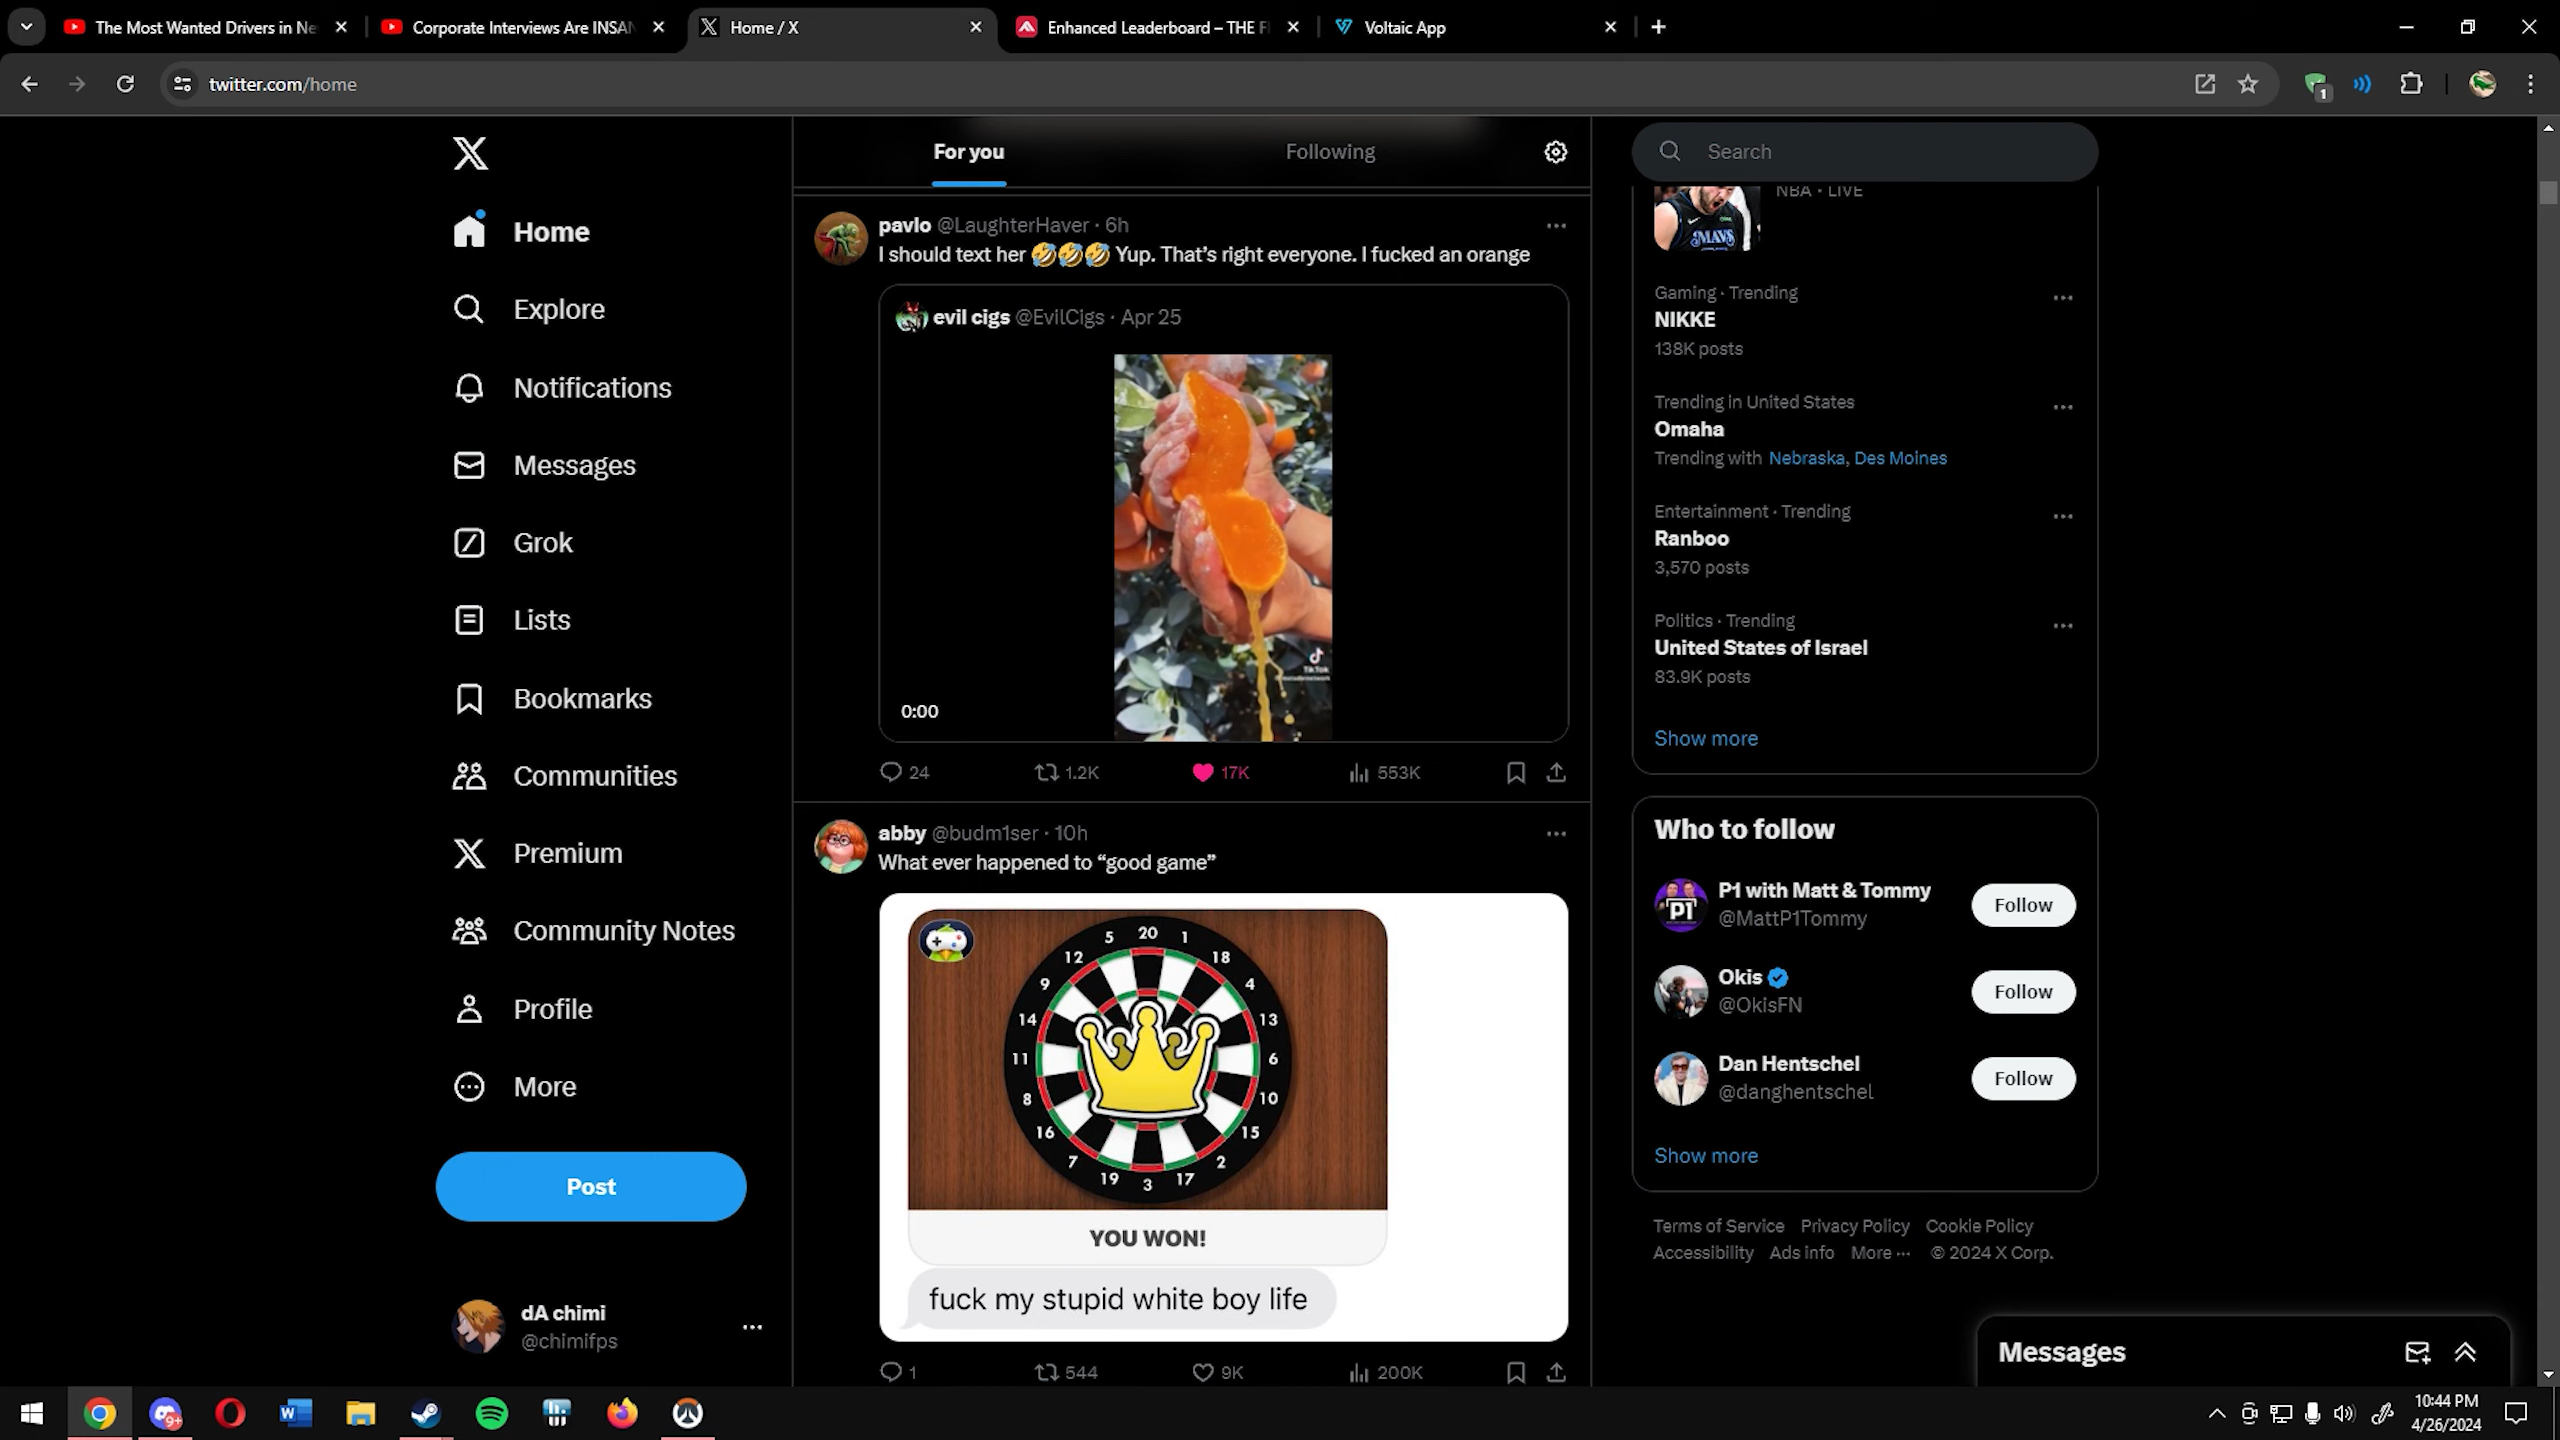 The Most Wanted Drivers in Ne
Corporate Interviews Are INSAN
Home / X
Enhanced Leaderboard – THE F
Voltaic App
twitter.com/home
1
For you
Following
Search
Home
Explore
Notifications
Messages
Grok
Lists
Bookmarks
Communities
Premium
Community Notes
Profile
More
Post
dA chimi
@chimifps
pavlo @LaughterHaver · 6h
I should text her 🤣🤣🤣 Yup. That's right everyone. I fucked an orange
evil cigs @EvilCigs · Apr 25
TikTok
0:00
24 1.2K 17K 553K
abby @budm1ser · 10h
What ever happened to “good game”
20 1 18 4 13 6 10 15 2 17 3 19 7 16 8 11 14 9 12 5
YOU WON!
fuck my stupid white boy life
1 544 9K 200K
NBA · LIVE
MAVS
Gaming · Trending
NIKKE
138K posts
Trending in United States
Omaha
Trending with Nebraska, Des Moines
Entertainment · Trending
Ranboo
3,570 posts
Politics · Trending
United States of Israel
83.9K posts
Show more
Who to follow
P1
P1 with Matt & Tommy
@MattP1Tommy
Follow
Okis
@OkisFN
Follow
Dan Hentschel
@danghentschel
Follow
Show more
Terms of Service Privacy Policy Cookie Policy
Accessibility Ads info More ··· © 2024 X Corp.
Messages
9+
10:44 PM
4/26/2024